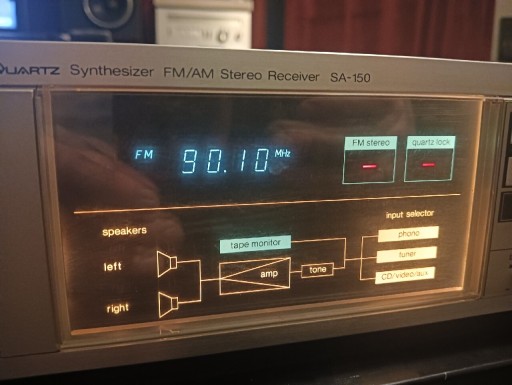 QUARTZ Synthesizer FM/AM Stereo Receiver SA-150
FM 90.10 MHz
FM stereo
quartz lock
input selector
speakers
phono
tape monitor
left
tuner
amp
tone
CD/video/aux
right